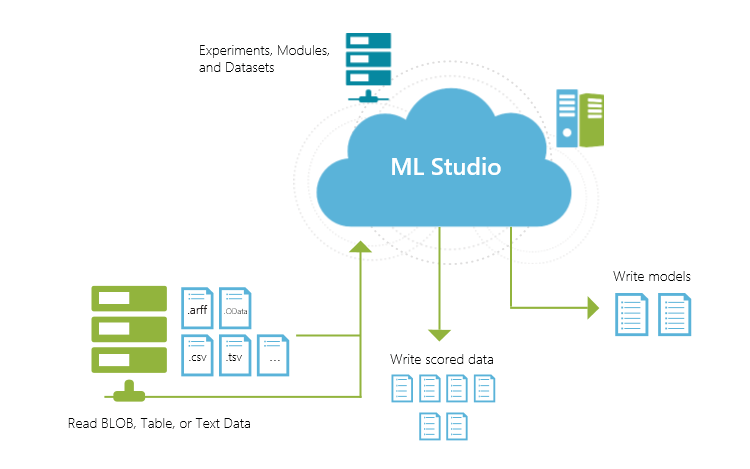 Experiments, Modules,
and Datasets
ML Studio
Write models
.arff
.OData
.csv
.tsv
...
Write scored data
Read BLOB, Table, or Text Data